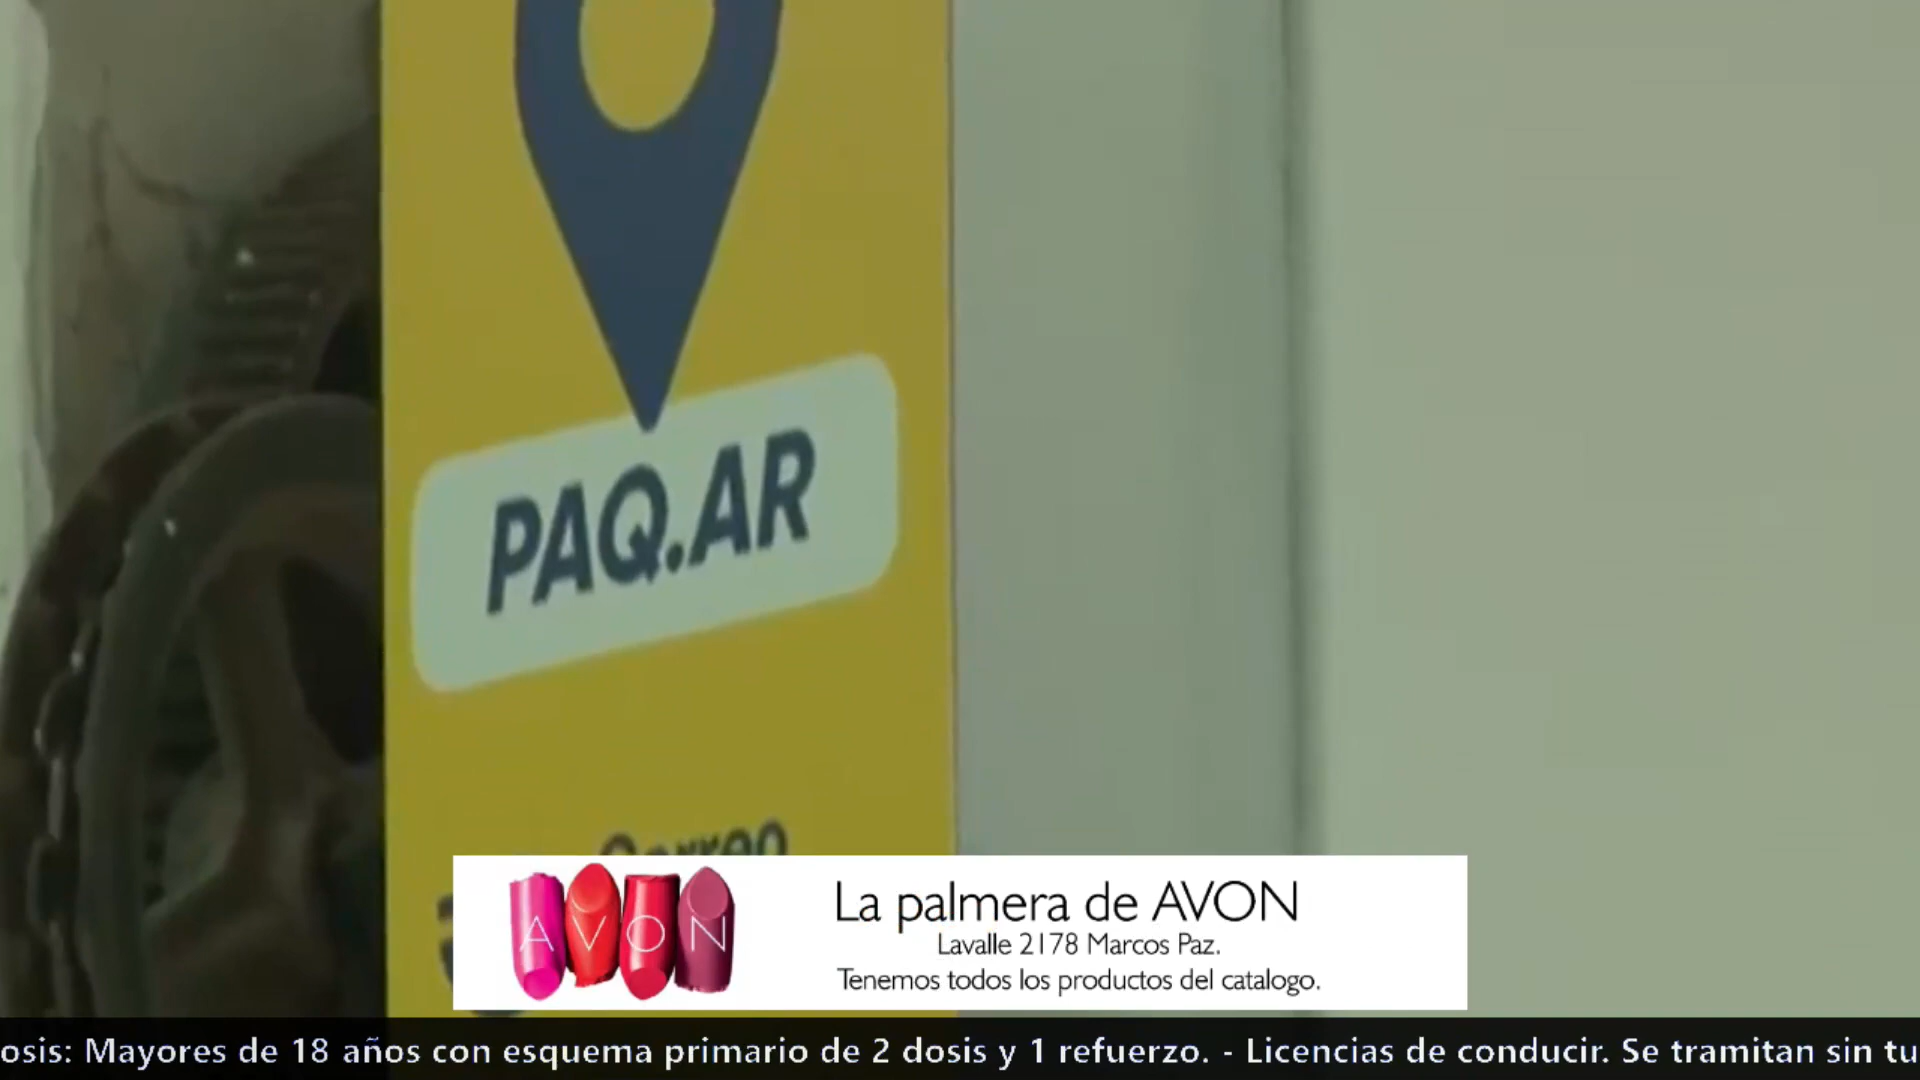 PAQ.AR
Correo
AVON
La palmera de AVON
Lavalle 2178 Marcos Paz.
Tenemos todos los productos del catalogo.
osis: Mayores de 18 años con esquema primario de 2 dosis y 1 refuerzo. - Licencias de conducir. Se tramitan sin tu